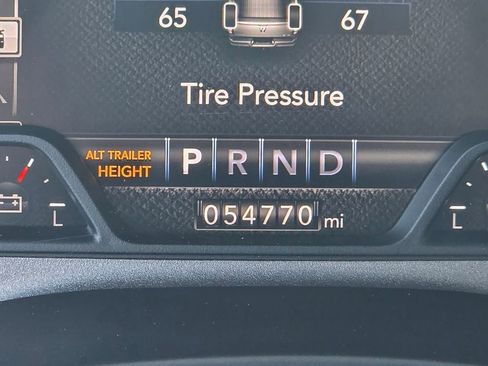 65 67
Tire Pressure
ALT TRAILER
HEIGHT
P R N D
054770 mi
L L